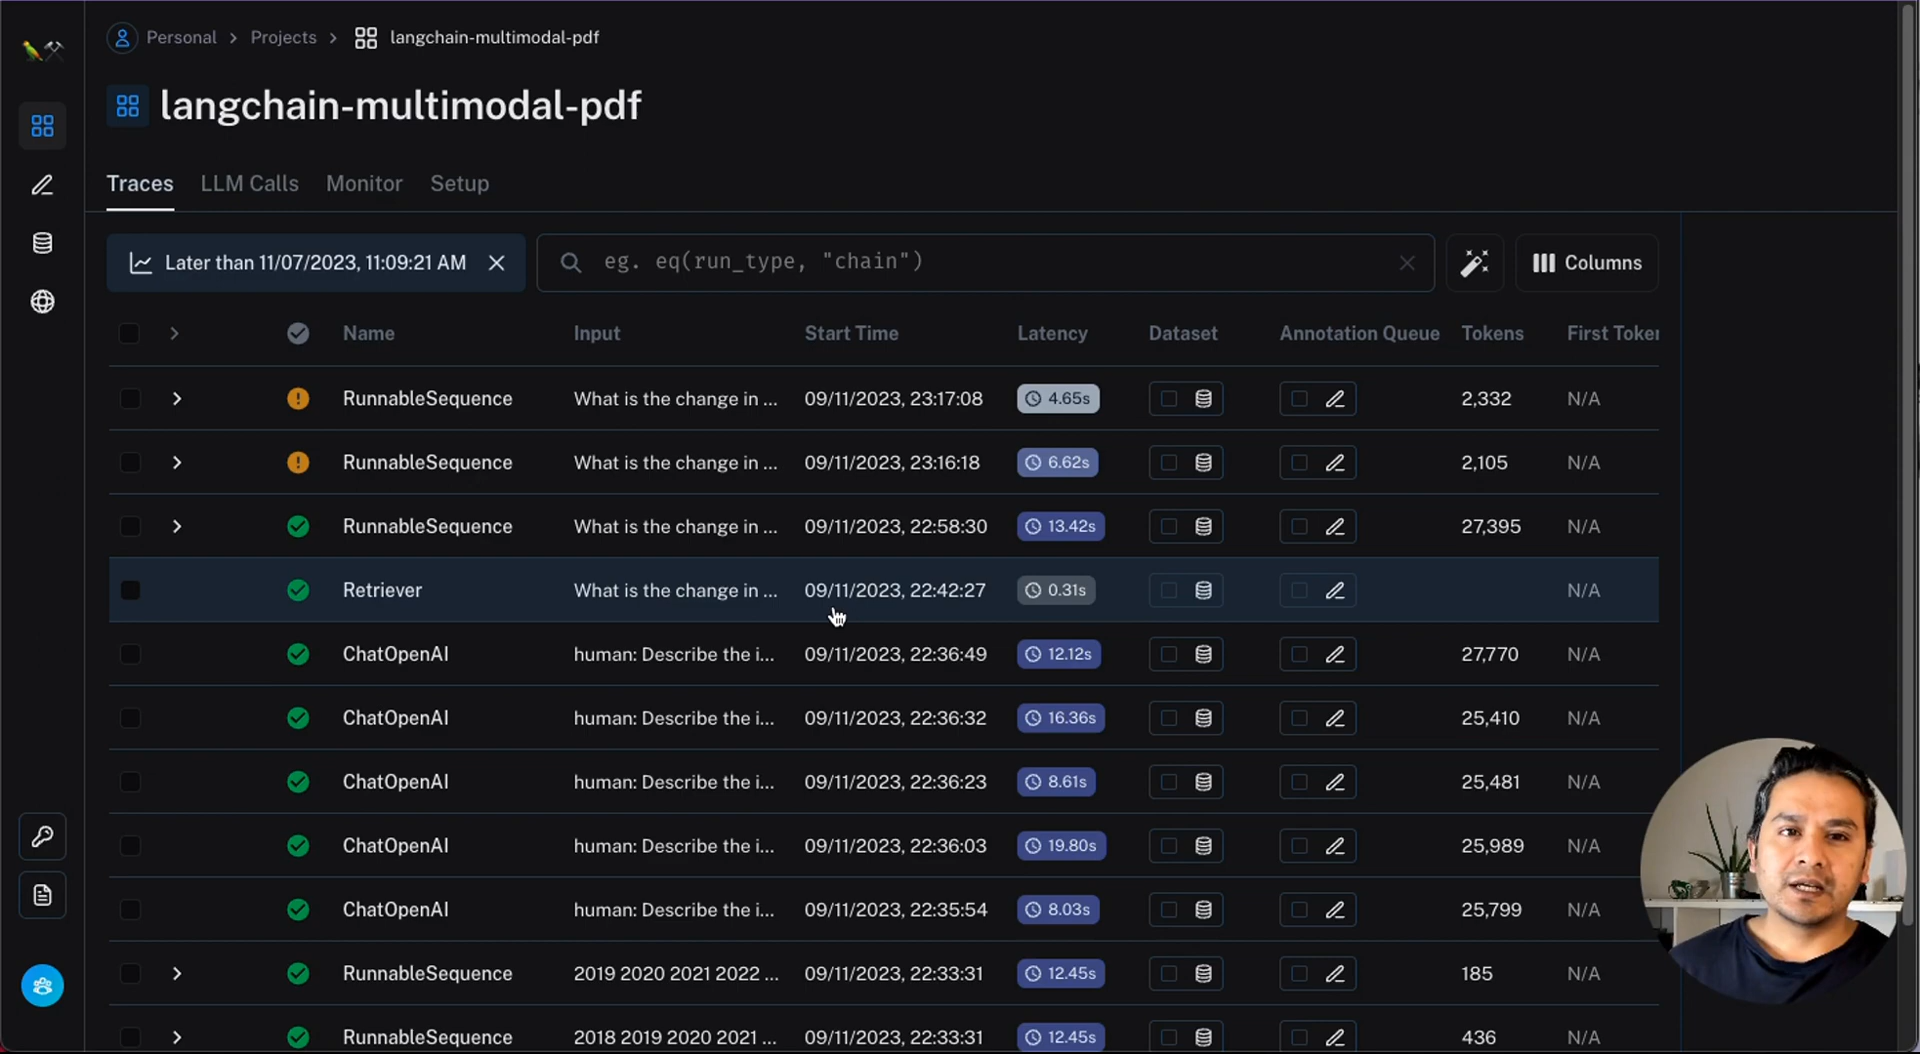 Personal > Projects > langchain-multimodal-pdf
langchain-multimodal-pdf
Traces LLM Calls Monitor Setup
Later than 11/07/2023, 11:09:21 AM eg. eq(run_type, "chain") Columns
Name Input Start Time Latency Dataset Annotation Queue Tokens First Token
RunnableSequence What is the change in ... 09/11/2023, 23:17:08 4.65s 2,332 N/A
RunnableSequence What is the change in ... 09/11/2023, 23:16:18 6.62s 2,105 N/A
RunnableSequence What is the change in ... 09/11/2023, 22:58:30 13.42s 27,395 N/A
Retriever What is the change in ... 09/11/2023, 22:42:27 0.31s N/A
ChatOpenAI human: Describe the i... 09/11/2023, 22:36:49 12.12s 27,770 N/A
ChatOpenAI human: Describe the i... 09/11/2023, 22:36:32 16.36s 25,410 N/A
ChatOpenAI human: Describe the i... 09/11/2023, 22:36:23 8.61s 25,481 N/A
ChatOpenAI human: Describe the i... 09/11/2023, 22:36:03 19.80s 25,989 N/A
ChatOpenAI human: Describe the i... 09/11/2023, 22:35:54 8.03s 25,799 N/A
RunnableSequence 2019 2020 2021 2022 ... 09/11/2023, 22:33:31 12.45s 185 N/A
RunnableSequence 2018 2019 2020 2021 ... 09/11/2023, 22:33:31 12.45s 436 N/A